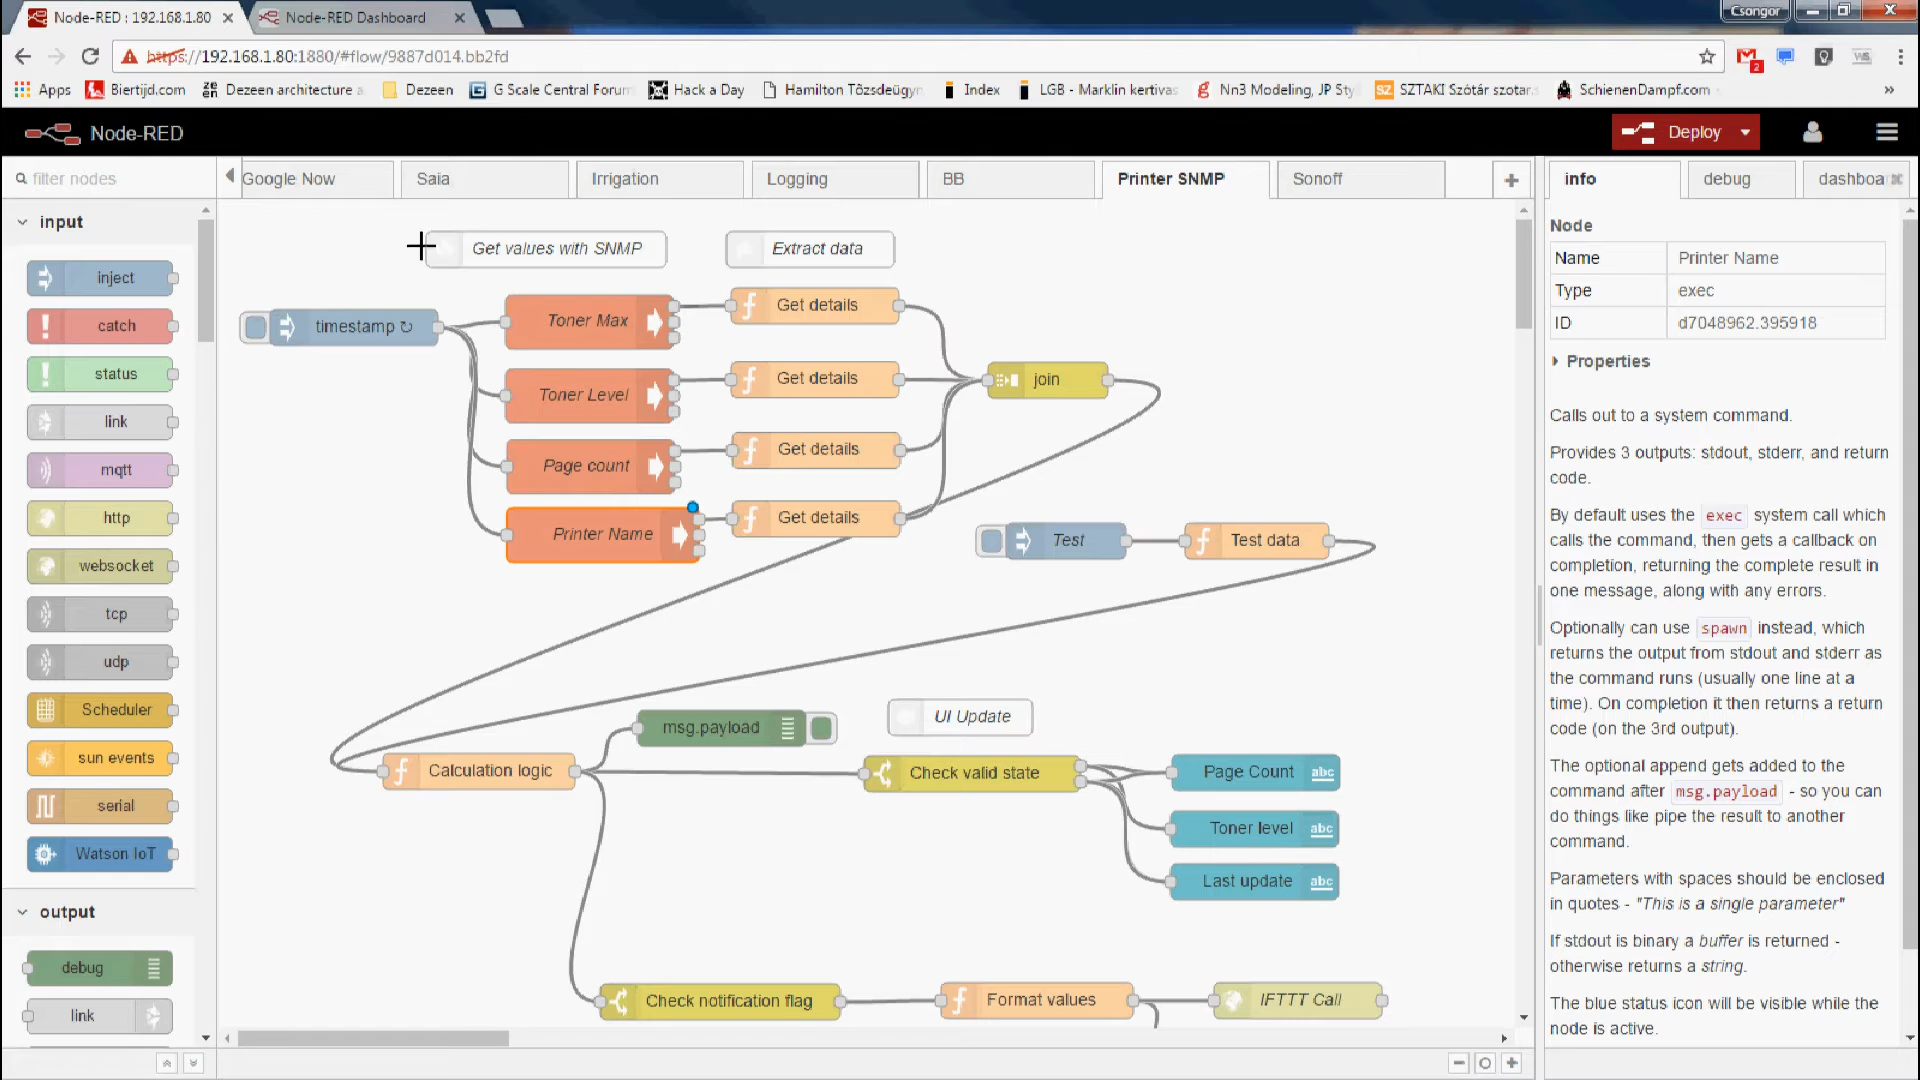 Node-RED : 192.168.1.80
Node-RED Dashboard
Csongor
https://192.168.1.80:1880/#flow/9887d014.bb2fd
2
Apps
Biertijd.com
Dezeen architecture a
Dezeen
G Scale Central Forum
Hack a Day
Hamilton Tőzsdeügyn
Index
LGB - Marklin kertivas
Nn3 Modeling, JP Sty
SZTAKI Szótár szotar.
SchienenDampf.com
»
Node-RED
Deploy
filter nodes
Google Now
Saia
Irrigation
Logging
BB
Printer SNMP
Sonoff
info
debug
dashboa
input
inject
catch
status
link
mqtt
http
websocket
tcp
udp
Scheduler
sun events
serial
Watson IoT
output
debug
link
Get values with SNMP
Extract data
timestamp ↻
Toner Max
Get details
Toner Level
Get details
join
Page count
Get details
Printer Name
Get details
Test
Test data
msg.payload
UI Update
Calculation logic
Check valid state
Page Count
abc
Toner level
abc
Last update
abc
Check notification flag
Format values
IFTTT Call
Node
Name
Printer Name
Type
exec
ID
d7048962.395918
Properties
Calls out to a system command.
Provides 3 outputs: stdout, stderr, and return
code.
By default uses the exec system call which
calls the command, then gets a callback on
completion, returning the complete result in
one message, along with any errors.
Optionally can use spawn instead, which
returns the output from stdout and stderr as
the command runs (usually one line at a
time). On completion it then returns a return
code (on the 3rd output).
The optional append gets added to the
command after msg.payload - so you can
do things like pipe the result to another
command.
Parameters with spaces should be enclosed
in quotes - "This is a single parameter"
If stdout is binary a buffer is returned -
otherwise returns a string.
The blue status icon will be visible while the
node is active.